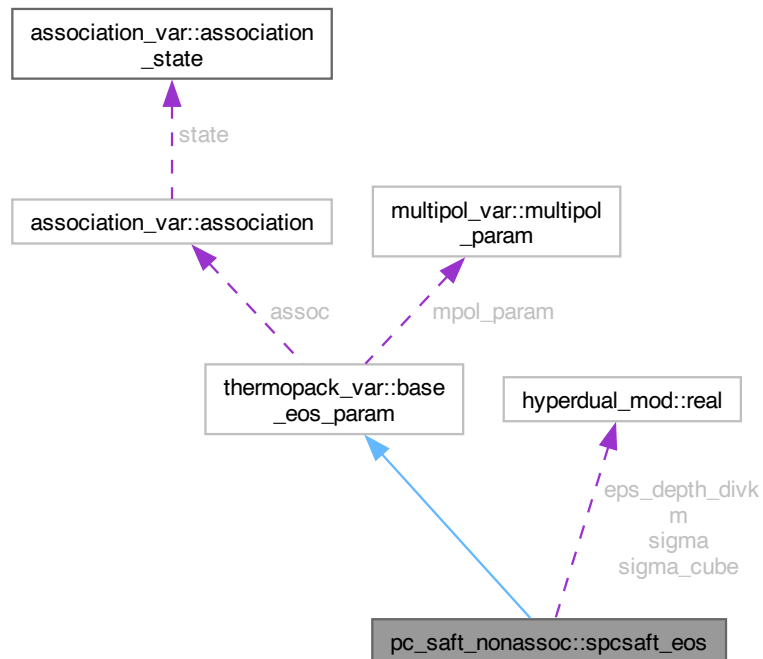 association_var::association
_state
state
association_var::association
multipol_var::multipol
_param
assoc
mpol_param
thermopack_var::base
_eos_param
hyperdual_mod::real
eps_depth_divk
m
sigma
sigma_cube
pc_saft_nonassoc::spcsaft_eos